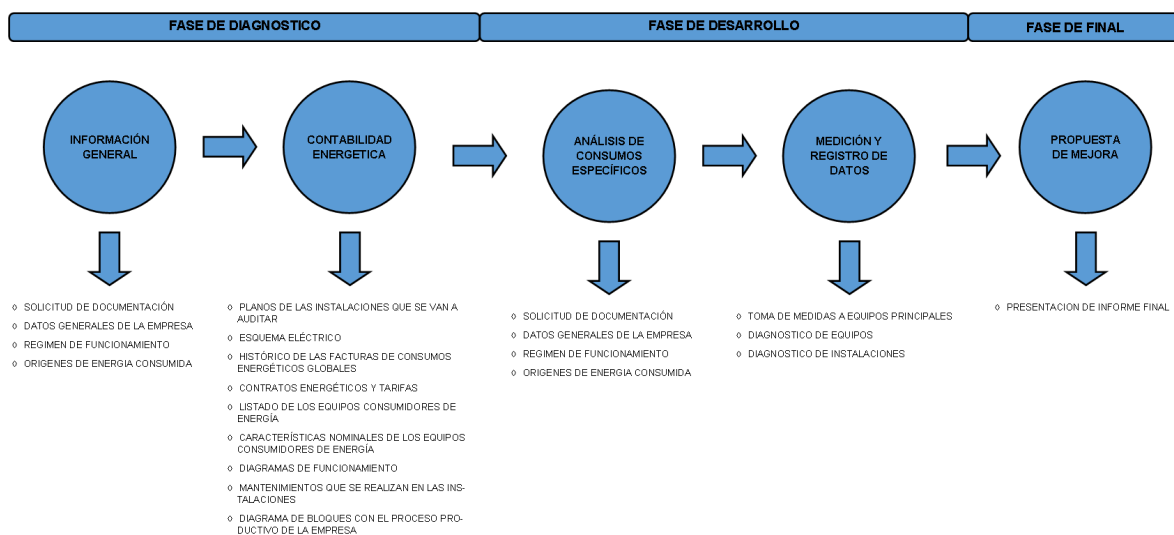 FASE DE DIAGNOSTICO
FASE DE DESARROLLO
FASE DE FINAL
INFORMACIÓN
GENERAL
CONTABILIDAD
ENERGETICA
ANÁLISIS DE
CONSUMOS
ESPECÍFICOS
MEDICIÓN Y
REGISTRO DE
DATOS
PROPUESTA
DE MEJORA
◊ SOLICITUD DE DOCUMENTACIÓN
◊ DATOS GENERALES DE LA EMPRESA
◊ REGIMEN DE FUNCIONAMIENTO
◊ ORIGENES DE ENERGIA CONSUMIDA
◊ PLANOS DE LAS INSTALACIONES QUE SE VAN A
AUDITAR
◊ ESQUEMA ELÉCTRICO
◊ HISTÓRICO DE LAS FACTURAS DE CONSUMOS
ENERGÉTICOS GLOBALES
◊ CONTRATOS ENERGÉTICOS Y TARIFAS
◊ LISTADO DE LOS EQUIPOS CONSUMIDORES DE
ENERGÍA
◊ CARACTERÍSTICAS NOMINALES DE LOS EQUIPOS
CONSUMIDORES DE ENERGÍA
◊ DIAGRAMAS DE FUNCIONAMIENTO
◊ MANTENIMIENTOS QUE SE REALIZAN EN LAS INS-
TALACIONES
◊ DIAGRAMA DE BLOQUES CON EL PROCESO PRO-
DUCTIVO DE LA EMPRESA
◊ SOLICITUD DE DOCUMENTACIÓN
◊ DATOS GENERALES DE LA EMPRESA
◊ REGIMEN DE FUNCIONAMIENTO
◊ ORIGENES DE ENERGIA CONSUMIDA
◊ TOMA DE MEDIDAS A EQUIPOS PRINCIPALES
◊ DIAGNOSTICO DE EQUIPOS
◊ DIAGNOSTICO DE INSTALACIONES
◊ PRESENTACION DE INFORME FINAL